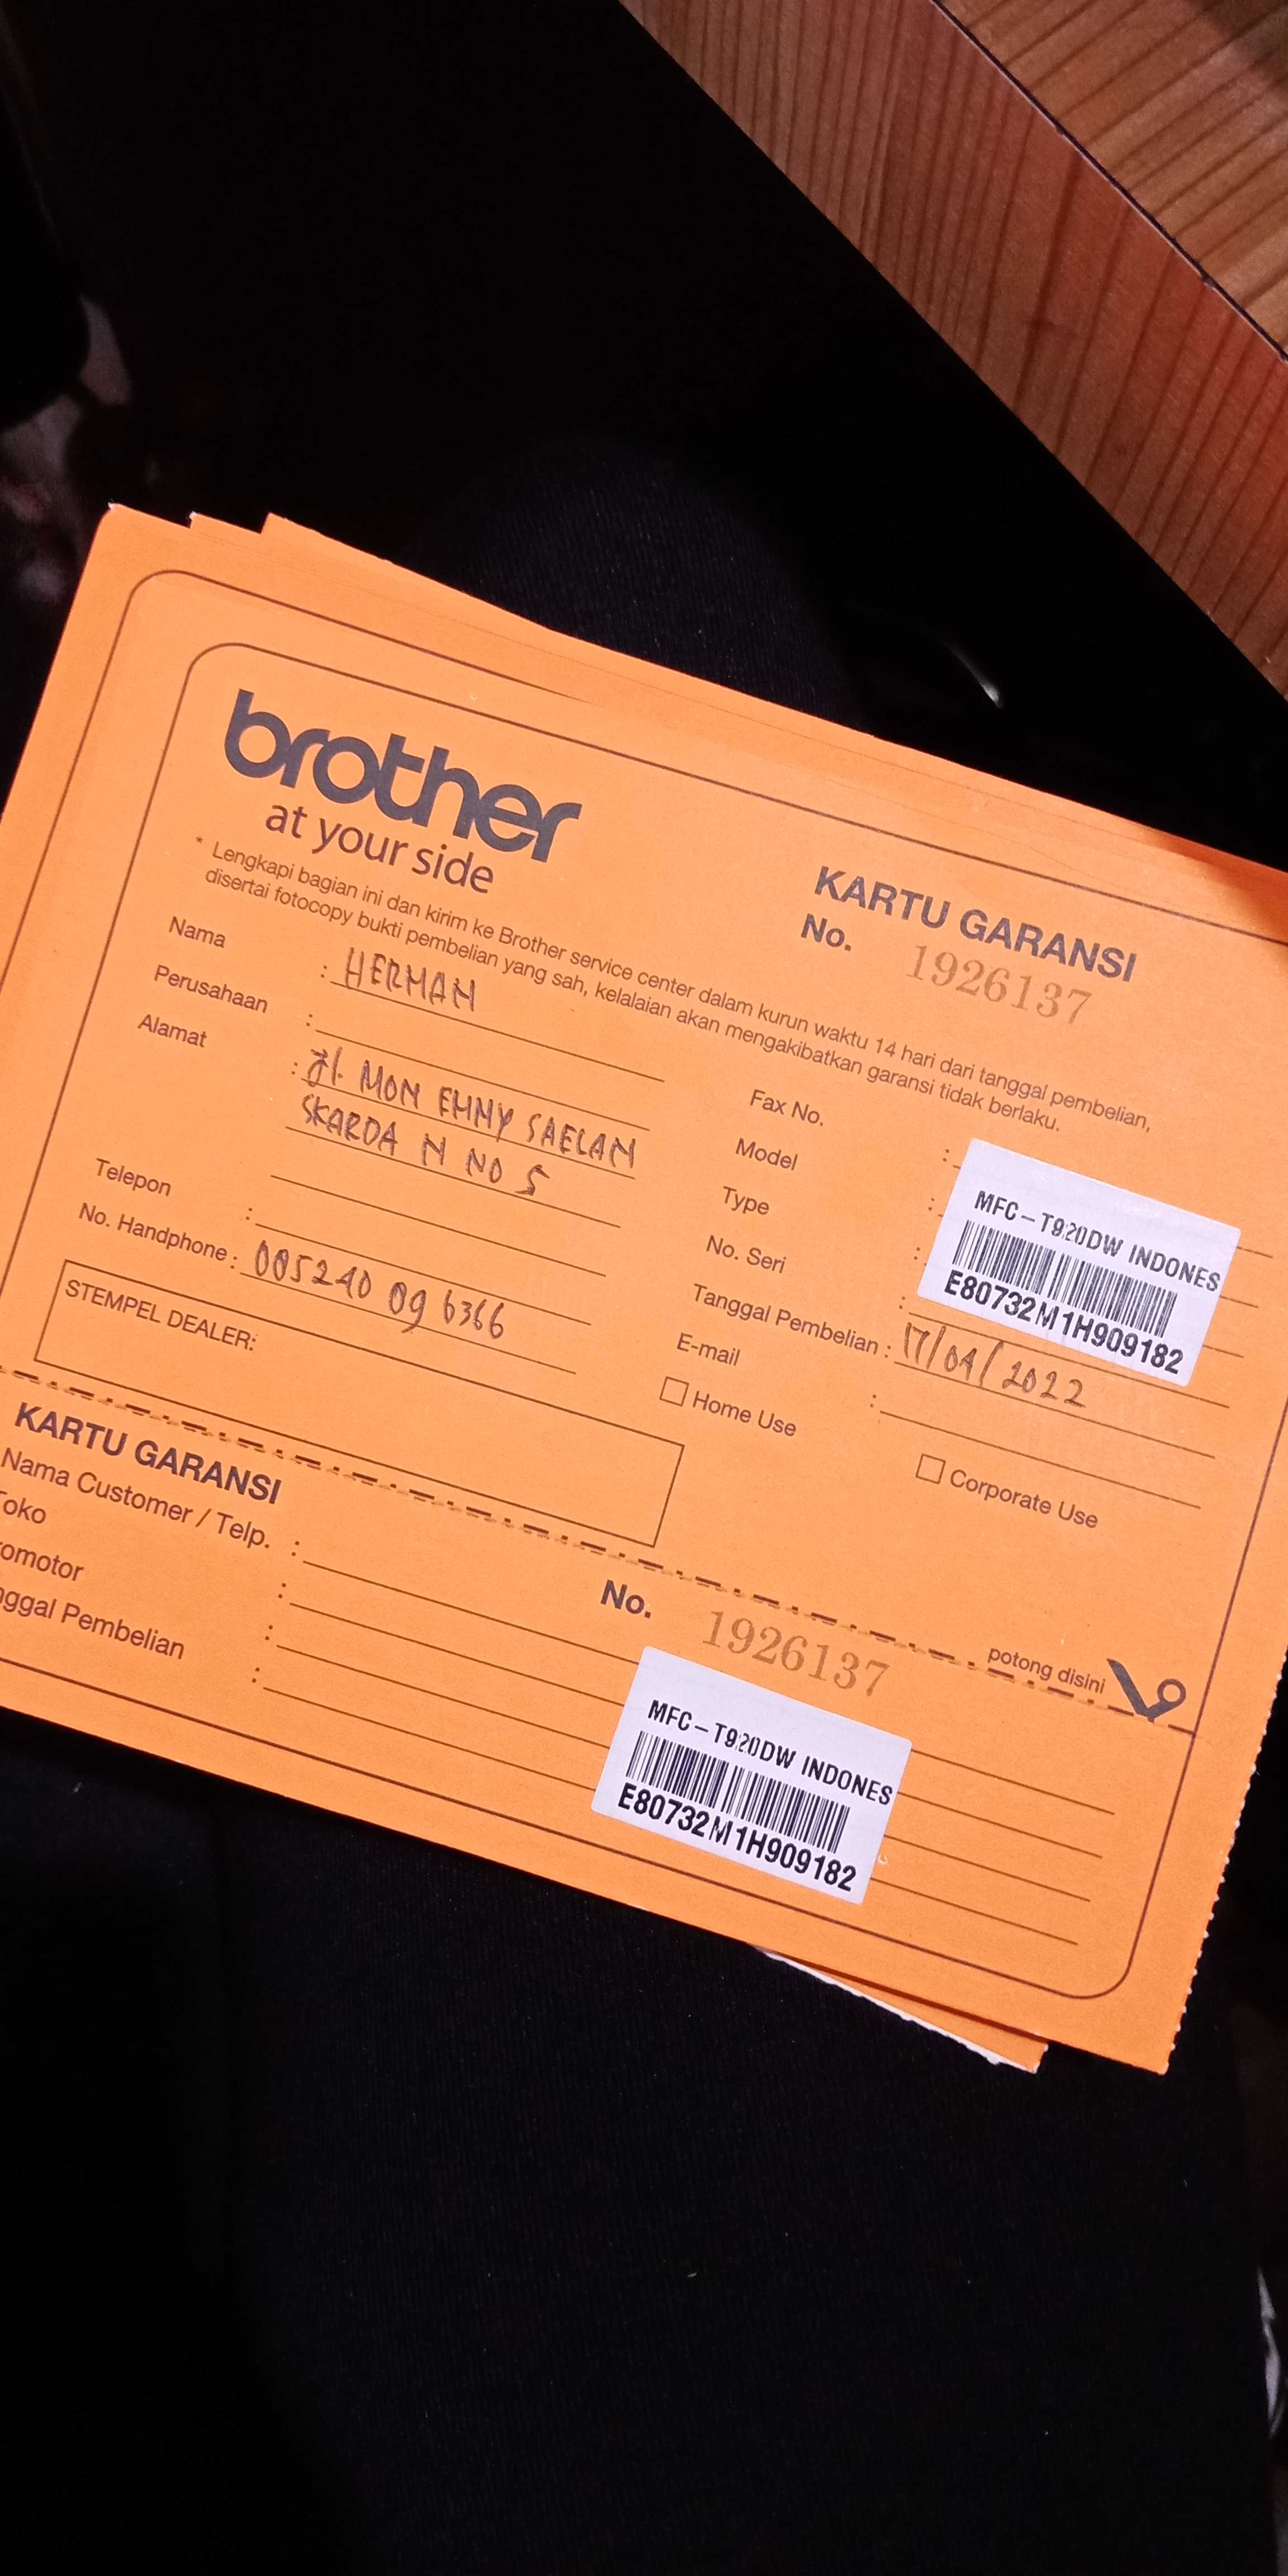 brother
at your side
KARTU GARANSI
No. 1926137
* Lengkapi bagian ini dan kirim ke Brother service center dalam kurun waktu 14 hari dari tanggal pembelian,
disertai fotocopy bukti pembelian yang sah, kelalaian akan mengakibatkan garansi tidak berlaku.
Nama : HERMAN
Perusahaan :
Alamat : Jl. MON EMMY SAELAN
SKARDA N NO 5
Telepon :
No. Handphone : 085240 09 6366
STEMPEL DEALER:
Fax No. :
Model :
Type :
No. Seri :
MFC-T920DW INDONES
E80732M1H909182
Tanggal Pembelian : 17/04/2022
E-mail :
Home Use
Corporate Use
potong disini
KARTU GARANSI
No. 1926137
Nama Customer / Telp. :
oko :
omotor :
nggal Pembelian :
MFC-T920DW INDONES
E80732M1H909182